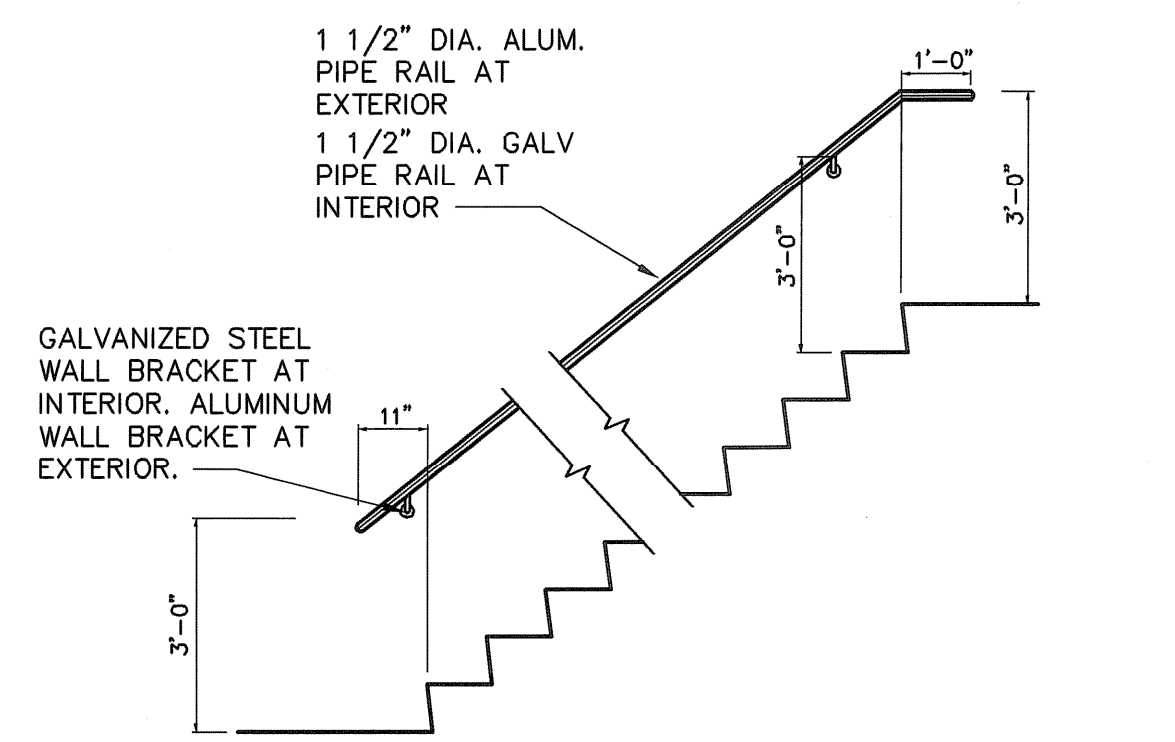 1 1/2" DIA. ALUM.
PIPE RAIL AT
EXTERIOR
1 1/2" DIA. GALV
PIPE RAIL AT
INTERIOR
1'-0"
3'-0"
3'-0"
GALVANIZED STEEL
WALL BRACKET AT
INTERIOR. ALUMINUM
WALL BRACKET AT
EXTERIOR.
11"
3'-0"